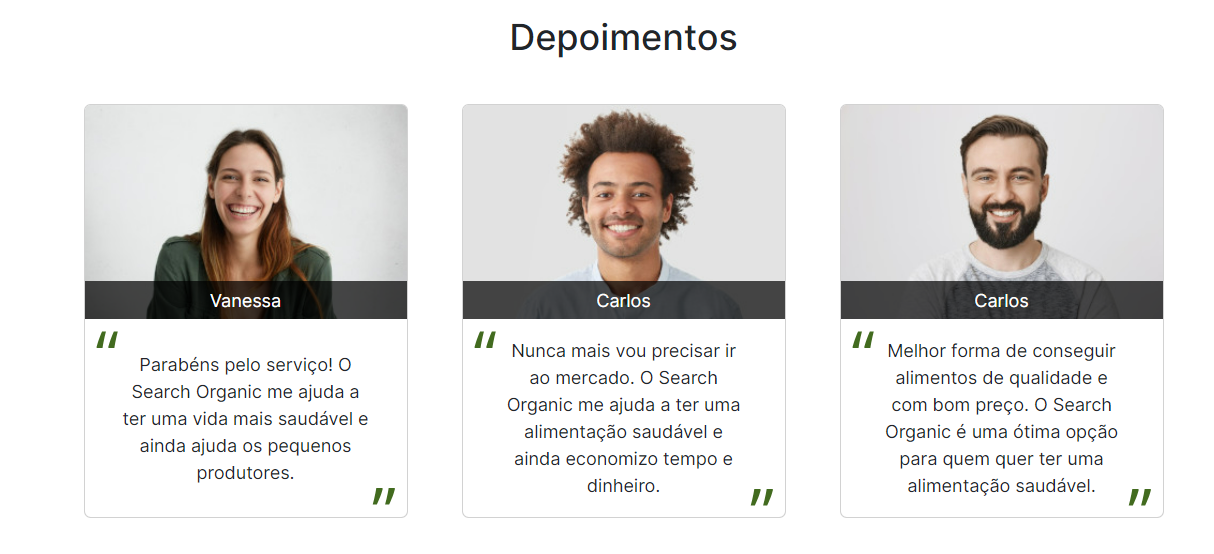 Depoimentos
Vanessa
“
Parabéns pelo serviço! O
Search Organic me ajuda a
ter uma vida mais saudável e
ainda ajuda os pequenos
produtores.
”
Carlos
“
Nunca mais vou precisar ir
ao mercado. O Search
Organic me ajuda a ter uma
alimentação saudável e
ainda economizo tempo e
dinheiro.
”
Carlos
“
Melhor forma de conseguir
alimentos de qualidade e
com bom preço. O Search
Organic é uma ótima opção
para quem quer ter uma
alimentação saudável.
”